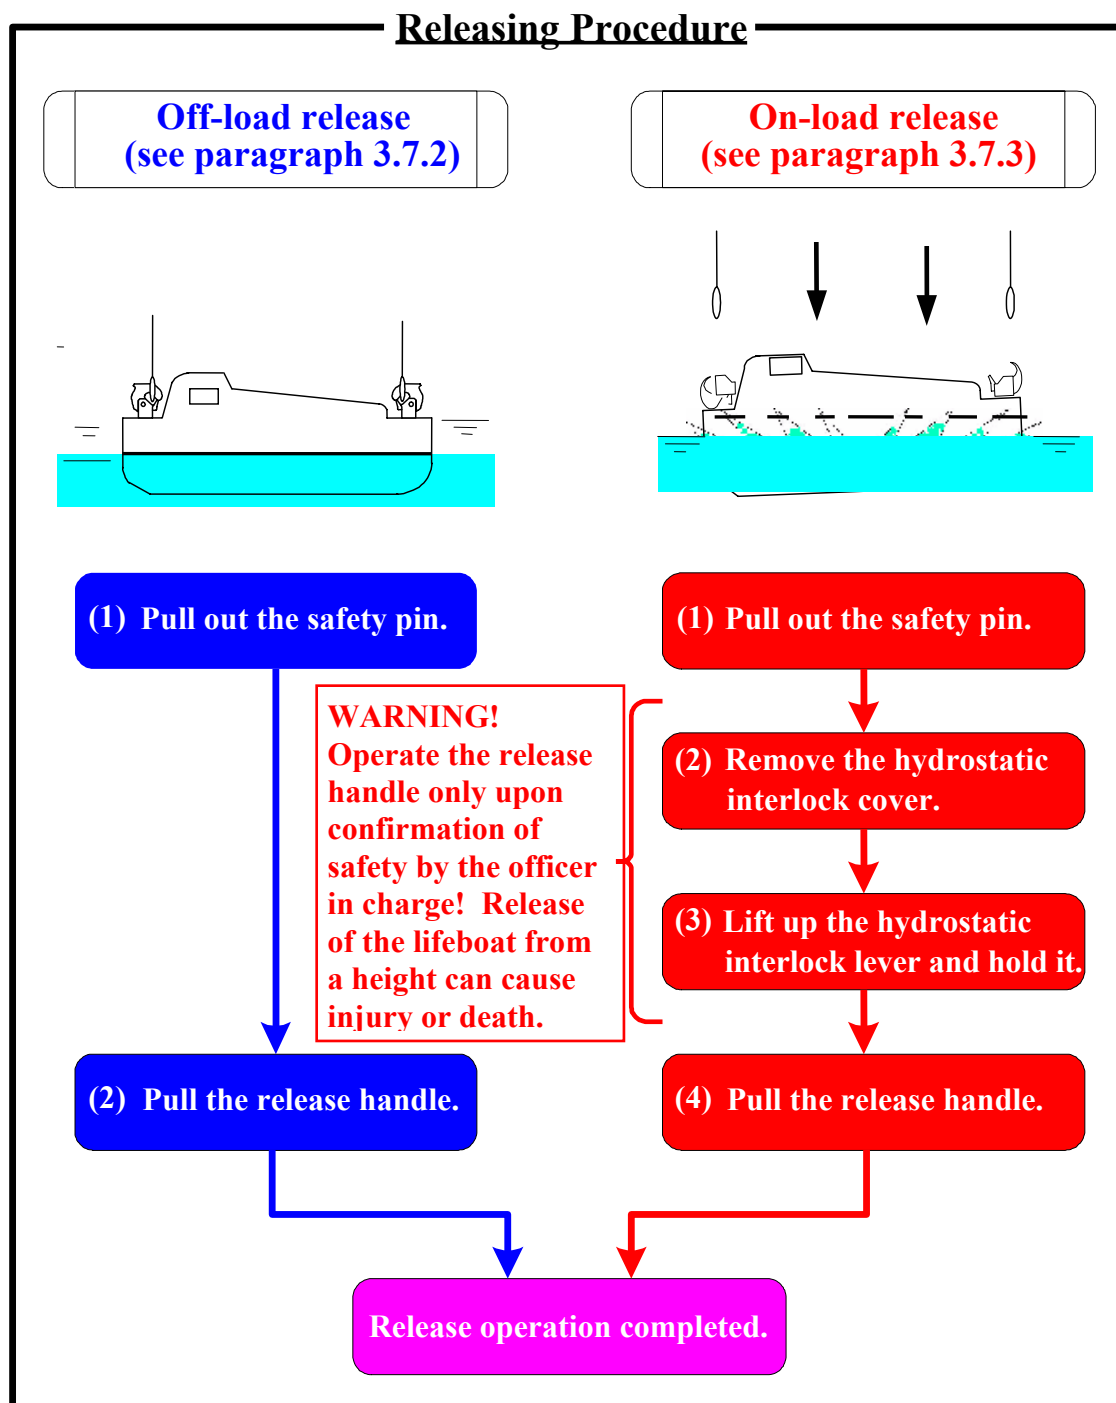 Releasing Procedure
Off-load release
(see paragraph 3.7.2)
On-load release
(see paragraph 3.7.3)
(1) Pull out the safety pin.
(2) Pull the release handle.
WARNING!
Operate the release
handle only upon
confirmation of
safety by the officer
in charge! Release
of the lifeboat from
a height can cause
injury or death.
(1) Pull out the safety pin.
(2) Remove the hydrostatic
interlock cover.
(3) Lift up the hydrostatic
interlock lever and hold it.
(4) Pull the release handle.
Release operation completed.